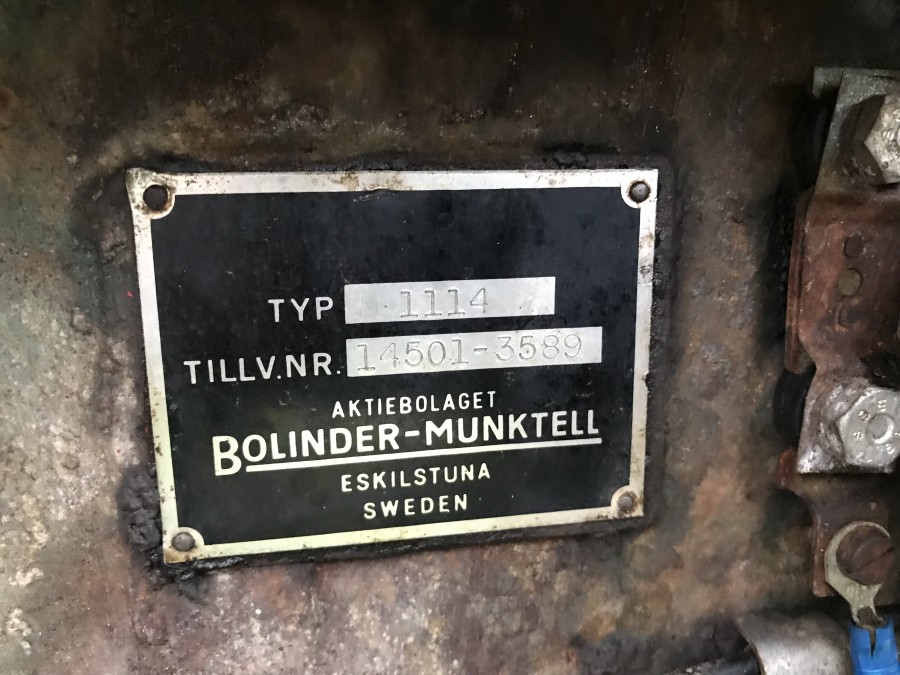 TYP 1114
TILLV.NR. 14501-3589
AKTIEBOLAGET
BOLINDER-MUNKTELL
ESKILSTUNA
SWEDEN